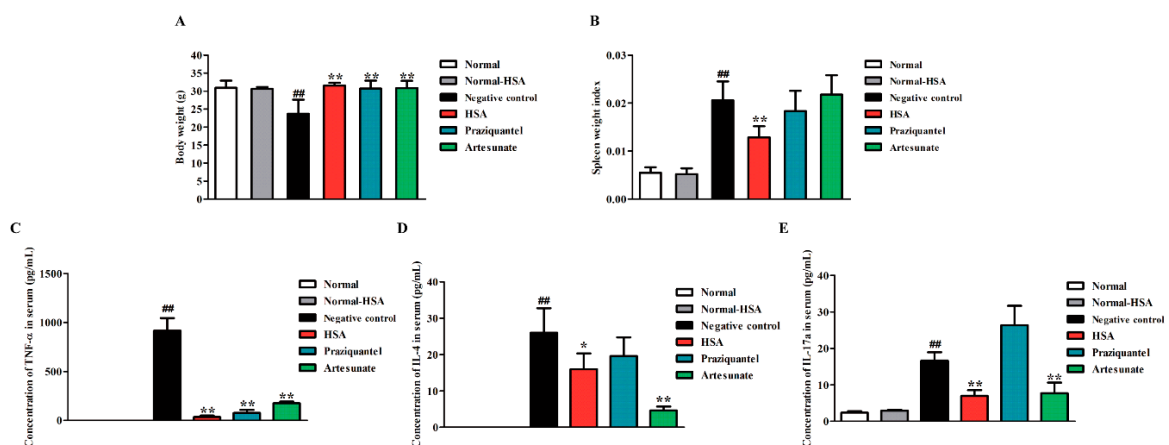 A
Body weight (g)
40
35
30
25
20
15
10
5
0
##
**
**
**
Normal
Normal-HSA
Negative control
HSA
Praziquantel
Artesunate
B
Spleen weight index
0.03
0.02
0.01
0.00
##
**
Normal
Normal-HSA
Negative control
HSA
Praziquantel
Artesunate
C
Concentration of TNF-α in serum (pg/mL)
1500
1000
500
0
##
**
**
**
Normal
Normal-HSA
Negative control
HSA
Praziquantel
Artesunate
D
Concentration of IL-4 in serum (pg/mL)
40
30
20
10
0
##
*
**
Normal
Normal-HSA
Negative control
HSA
Praziquantel
Artesunate
E
Concentration of IL-17a in serum (pg/mL)
40
30
20
10
0
##
**
**
Normal
Normal-HSA
Negative control
HSA
Praziquantel
Artesunate